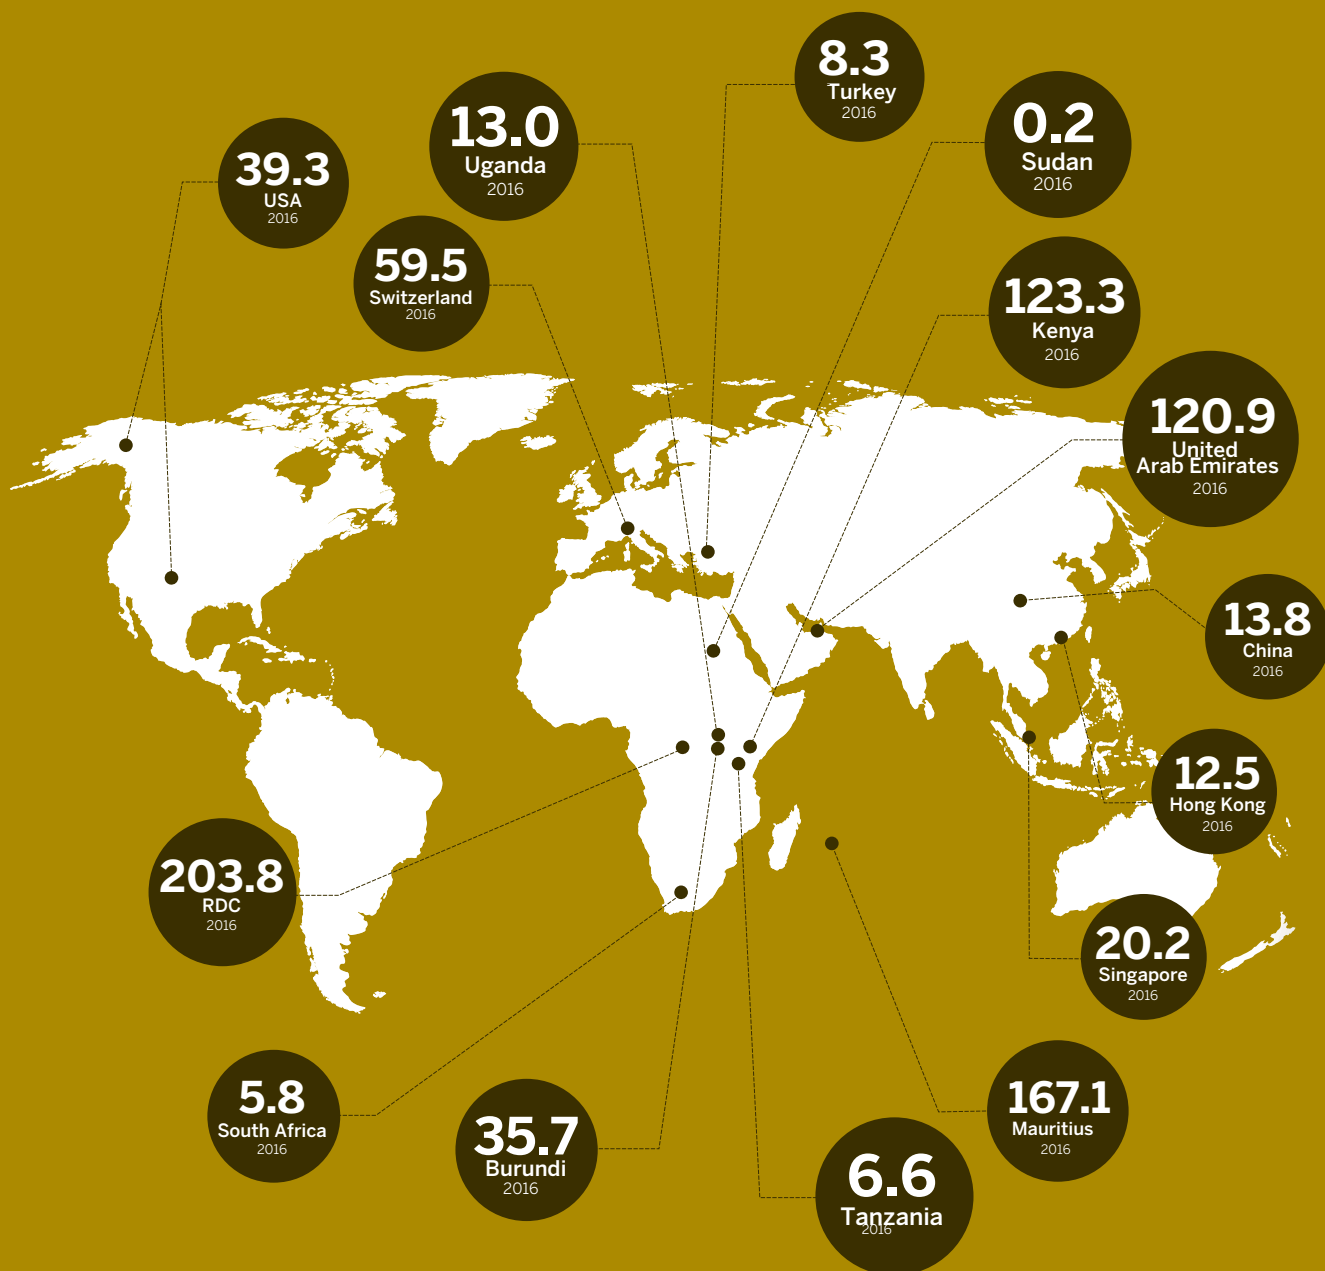 8.3
Turkey
2016
0.2
Sudan
2016
13.0
Uganda
2016
39.3
USA
2016
59.5
Switzerland
2016
123.3
Kenya
2016
120.9
United
Arab Emirates
2016
13.8
China
2016
12.5
Hong Kong
2016
203.8
RDC
2016
20.2
Singapore
2016
5.8
South Africa
2016
35.7
Burundi
2016
167.1
Mauritius
2016
6.6
Tanzania
2016